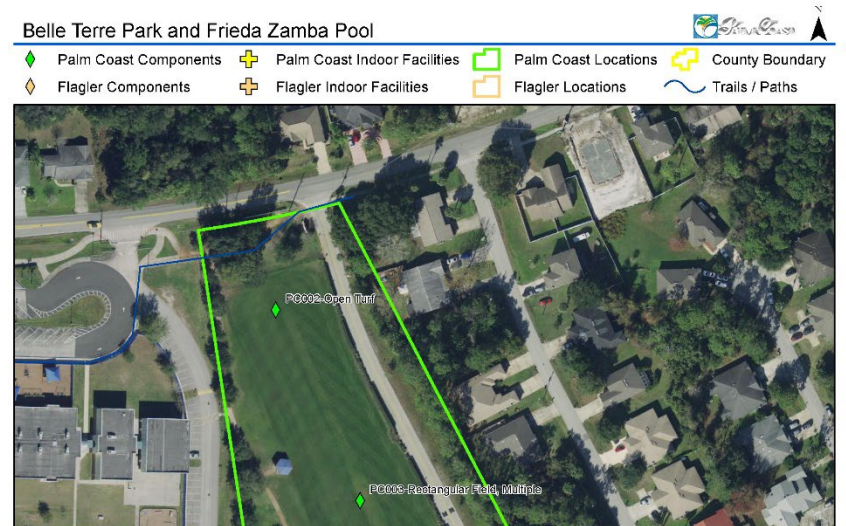 Belle Terre Park and Frieda Zamba Pool
N
Palm Coast Components
Palm Coast Indoor Facilities
Palm Coast Locations
County Boundary
Flagler Components
Flagler Indoor Facilities
Flagler Locations
Trails / Paths
PC002-Open Turf
PC003-Rectangular Field, Multiple